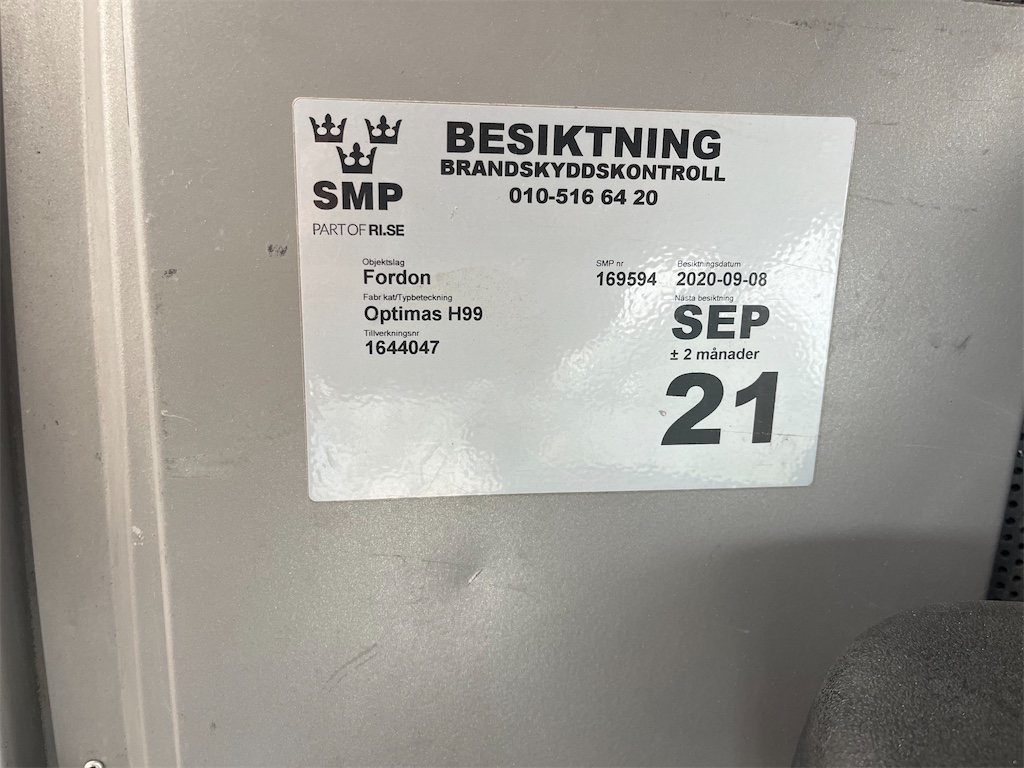 BESIKTNING
BRANDSKYDDSKONTROLL
010-516 64 20
SMP
PART OF RI.SE
Objektslag
Fordon
Fabr kat/Typbeteckning
Optimas H99
Tillverkningsnr
1644047
SMP nr
169594
Besiktningsdatum
2020-09-08
Nästa besiktning
SEP
± 2 månader
21